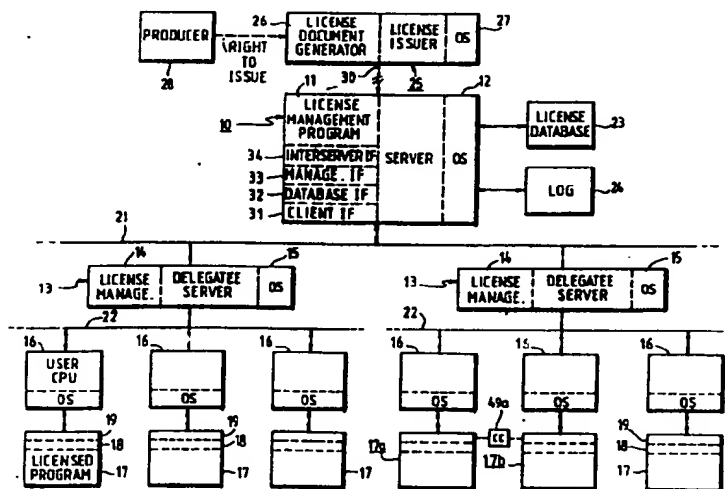 26
LICENSE DOCUMENT GENERATOR
LICENSE ISSUER
OS
27
PRODUCER
28
RIGHT TO ISSUE
30
25
11
12
10
LICENSE MANAGEMENT PROGRAM
SERVER
OS
34
INTERSERVER IF
33
MANAGE. IF
32
DATABASE IF
31
CLIENT IF
LICENSE DATABASE
23
LOG
24
21
14
15
13
LICENSE MANAGE.
DELEGATEE SERVER
OS
14
15
13
LICENSE MANAGE.
DELEGATEE SERVER
OS
22
22
16
USER CPU
OS
16
OS
16
OS
16
OS
15
OS
16
OS
19
18
LICENSED PROGRAM
17
19
18
17
17
17a
49a
CC
17b
19
18
17